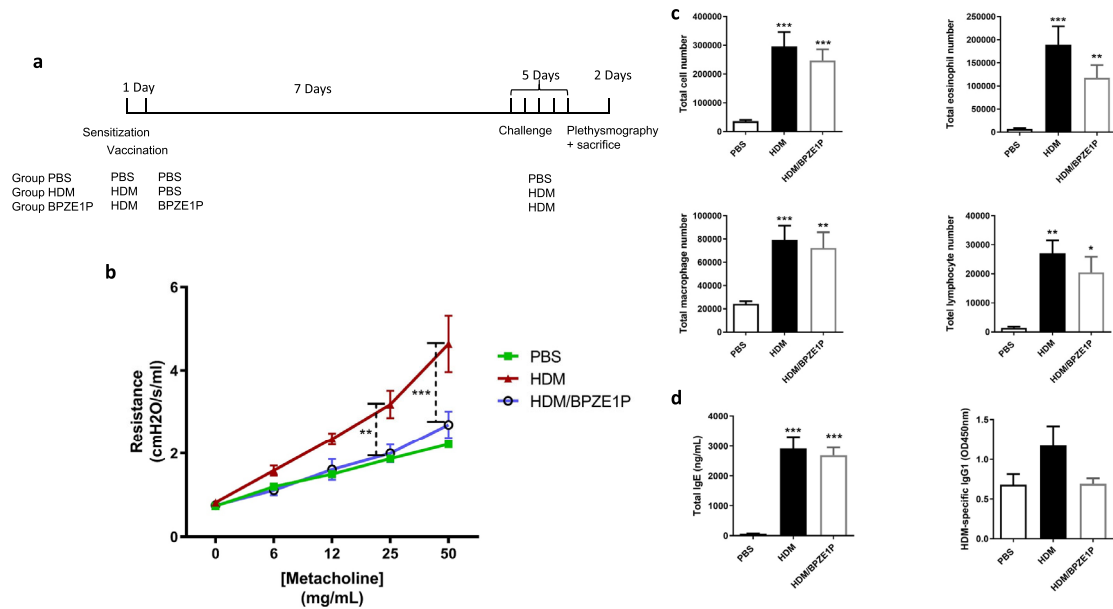 a
1 Day
7 Days
5 Days
2 Days
Sensitization
Vaccination
Challenge
Plethysmography
+ sacrifice
Group PBS PBS PBS PBS
Group HDM HDM PBS HDM
Group BPZE1P HDM BPZE1P HDM
b
Resistance
(cmH2O/s/ml)
6
4
2
0
0 6 12 25 50
[Metacholine]
(mg/mL)
**
***
PBS
HDM
HDM/BPZE1P
c
Total cell number
400000
300000
200000
100000
0
*** ***
PBS HDM HDM/BPZE1P
Total eosinophil number
250000
200000
150000
100000
50000
0
*** **
PBS HDM HDM/BPZE1P
Total macrophage number
100000
80000
60000
40000
20000
0
*** **
PBS HDM HDM/BPZE1P
Totel lymphocyte number
40000
30000
20000
10000
0
** *
PBS HDM HDM/BPZE1P
d
Total IgE (ng/mL)
4000
3000
2000
1000
0
*** ***
PBS HDM HDM/BPZE1P
HDM-specific IgG1 (OD450nm)
1.5
1.0
0.5
0.0
PBS HDM HDM/BPZE1P